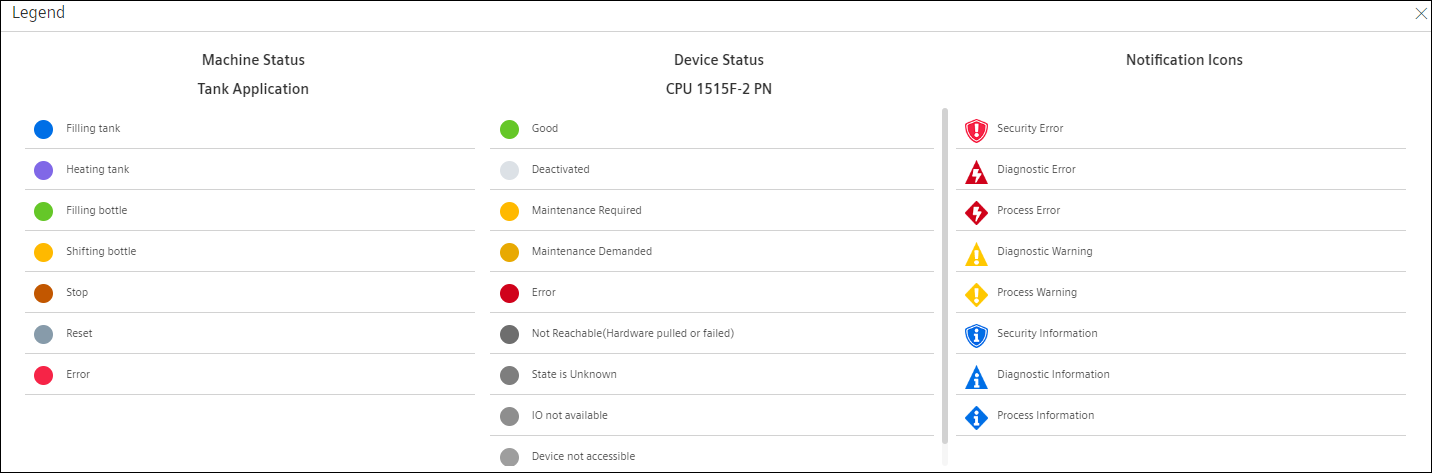 Legend
Machine Status
Tank Application
Filling tank
Heating tank
Filling bottle
Shifting bottle
Stop
Reset
Error
Device Status
CPU 1515F-2 PN
Good
Deactivated
Maintenance Required
Maintenance Demanded
Error
Not Reachable(Hardware pulled or failed)
State is Unknown
IO not available
Device not accessible
Notification Icons
Security Error
Diagnostic Error
Process Error
Diagnostic Warning
Process Warning
Security Information
Diagnostic Information
Process Information